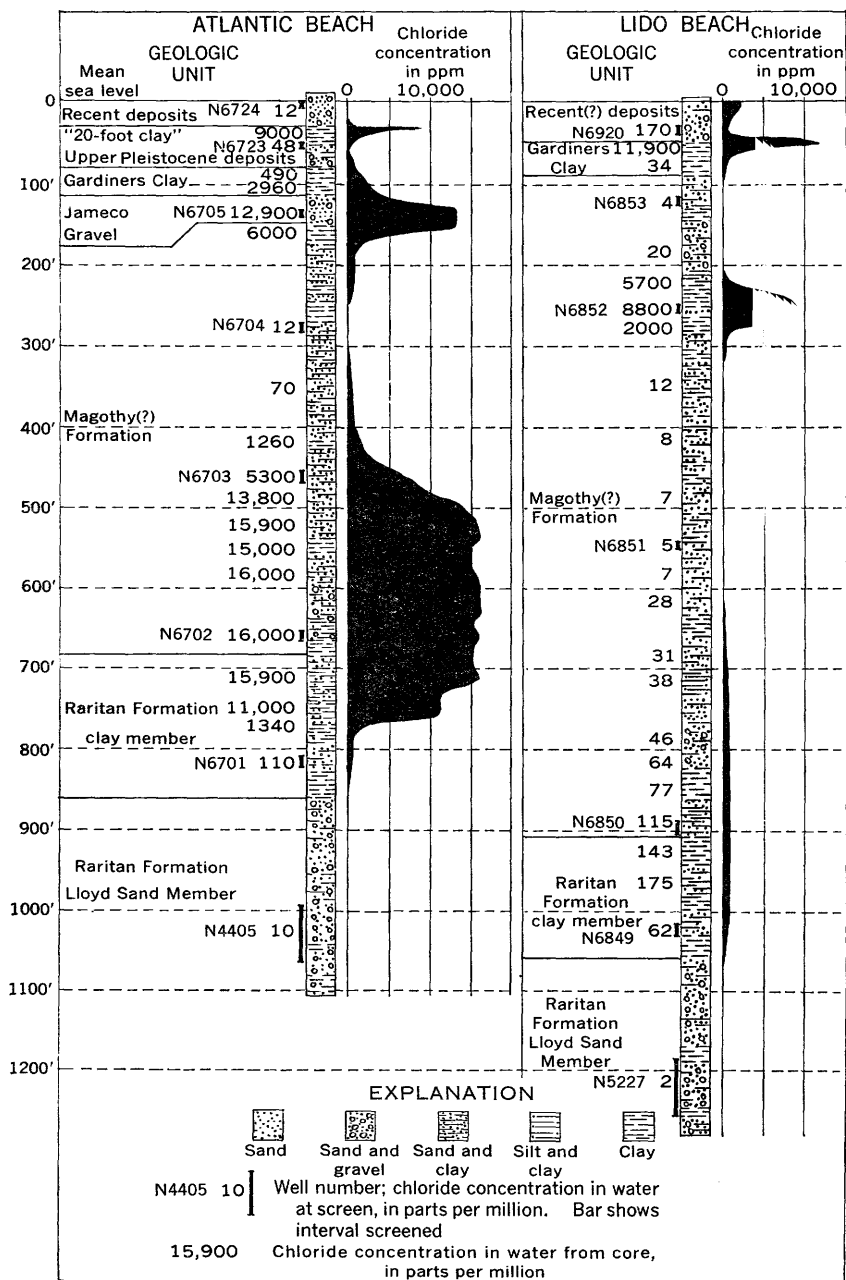 ATLANTIC BEACH
GEOLOGIC
UNIT
Chloride
concentration
in ppm
0 10,000
Mean
sea level
0
100'
200'
300'
400'
500'
600'
700'
800'
900'
1000'
1100'
1200'
N6724 12
Recent deposits
"20-foot clay" 9000
N6723 48
Upper Pleistocene deposits
490
Gardiners Clay
2960
Jameco N6705 12,900
Gravel 6000
N6704 12
70
Magothy(?)
Formation
1260
N6703 5300
13,800
15,900
15,000
16,000
N6702 16,000
15,900
Raritan Formation 11,000
1340
clay member
N6701 110
Raritan Formation
Lloyd Sand Member
N4405 10
LIDO BEACH
GEOLOGIC
UNIT
Chloride
concentration
in ppm
0 10,000
Recent(?) deposits
N6920 170
Gardiners 11,900
Clay 34
N6853 4
20
5700
N6852 8800
2000
12
8
7
Magothy(?)
Formation
N6851 5
7
28
31
38
46
64
77
N6850 115
143
Raritan 175
Formation
clay member
N6849 62
Raritan
Formation
Lloyd Sand
Member
N5227 2
EXPLANATION
Sand
Sand and
gravel
Sand and
clay
Silt and
clay
Clay
N4405 10 Well number; chloride concentration in water
at screen, in parts per million. Bar shows
interval screened
15,900 Chloride concentration in water from core,
in parts per million